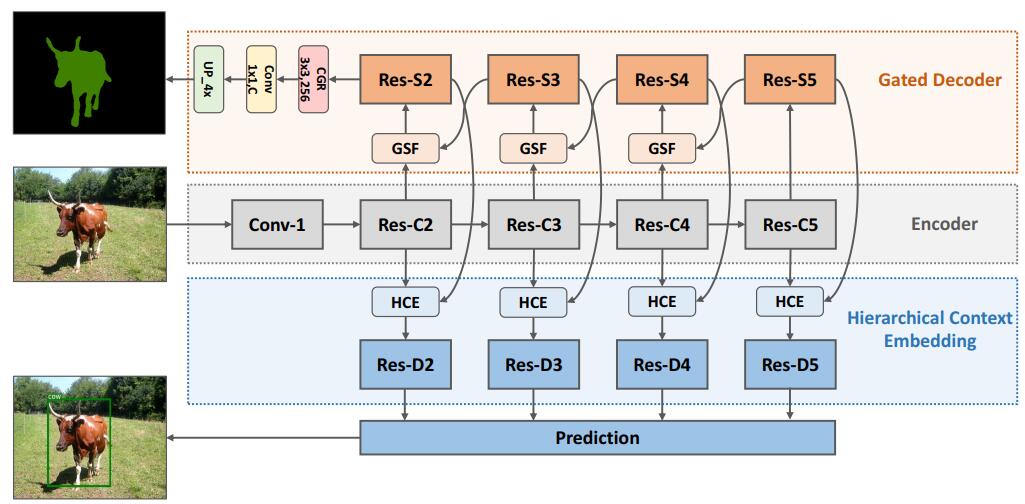 UP_4x
Conv
1x1,C
CGR
3x3,256
Res-S2
Res-S3
Res-S4
Res-S5
Gated Decoder
GSF
GSF
GSF
Conv-1
Res-C2
Res-C3
Res-C4
Res-C5
Encoder
HCE
HCE
HCE
HCE
Hierarchical Context
Embedding
Res-D2
Res-D3
Res-D4
Res-D5
cow
Prediction